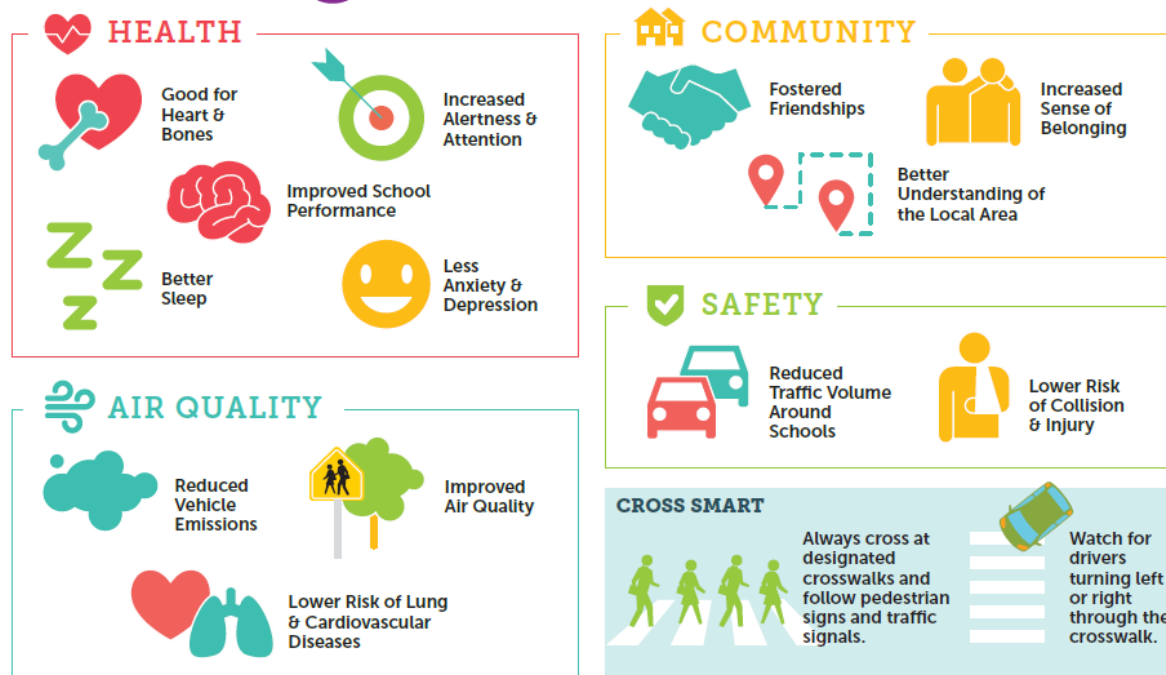 HEALTH
Good for
Heart &
Bones
Increased
Alertness &
Attention
Improved School
Performance
Better
Sleep
Less
Anxiety &
Depression
AIR QUALITY
Reduced
Vehicle
Emissions
Improved
Air Quality
Lower Risk of Lung
& Cardiovascular
Diseases
COMMUNITY
Fostered
Friendships
Increased
Sense of
Belonging
Better
Understanding of
the Local Area
SAFETY
Reduced
Traffic Volume
Around
Schools
Lower Risk
of Collision
& Injury
CROSS SMART
Always cross at
designated
crosswalks and
follow pedestrian
signs and traffic
signals.
Watch for
drivers
turning left
or right
through the
crosswalk.